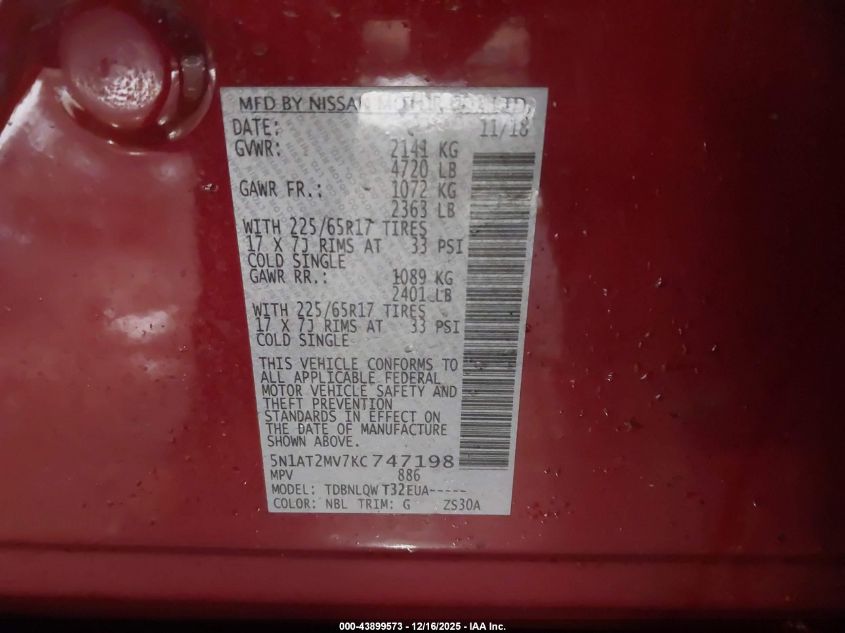 MFD BY NISSAN MOTOR CO., LTD.
DATE: 11/18
GVWR: 2141 KG
4720 LB
GAWR FR.: 1072 KG
2363 LB
WITH 225/65R17 TIRES
17 X 7J RIMS AT 33 PSI
COLD SINGLE
GAWR RR.: 1089 KG
2401 LB
WITH 225/65R17 TIRES
17 X 7J RIMS AT 33 PSI
COLD SINGLE
THIS VEHICLE CONFORMS TO
ALL APPLICABLE FEDERAL
MOTOR VEHICLE SAFETY AND
THEFT PREVENTION
STANDARDS IN EFFECT ON
THE DATE OF MANUFACTURE
SHOWN ABOVE.
5N1AT2MV7KC747198
MPV 886
MODEL: TDBNLQWT32EUA-----
COLOR: NBL TRIM: G ZS30A
000-43899573 - 12/16/2025 - IAA Inc.